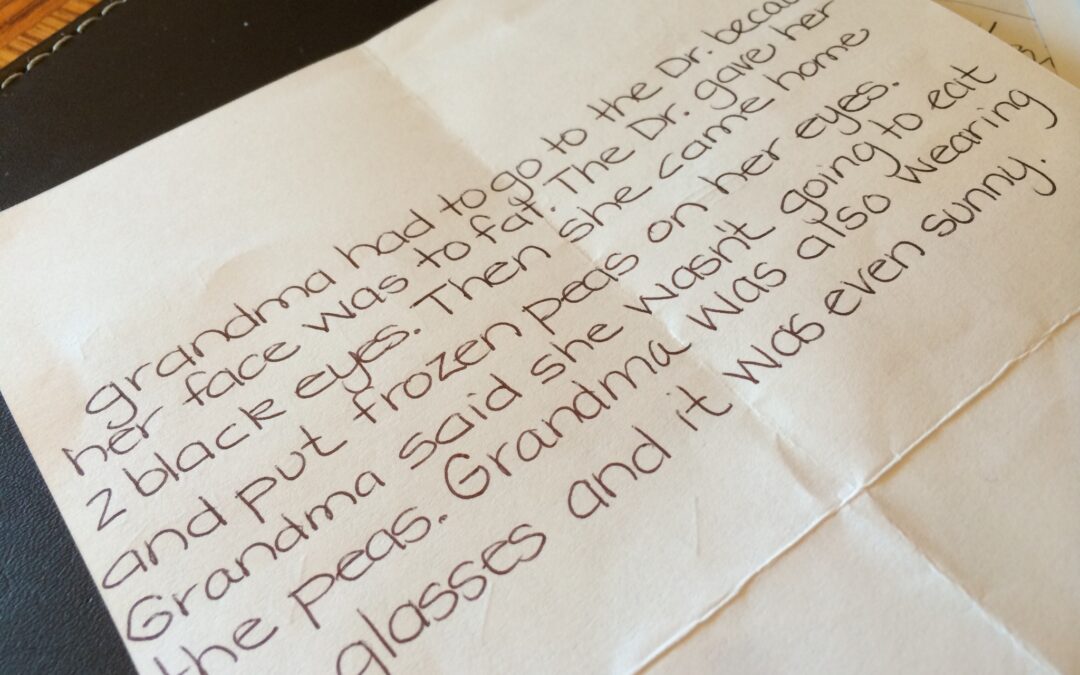 grandma had to go to the Dr. becau
her face was to fat. The Dr. gave her
2 black eyes. Then she came home
and put frozen peas on her eyes.
Grandma said she wasn't going to eat
the peas. Grandma was also wearing
glasses and it was even sunny.